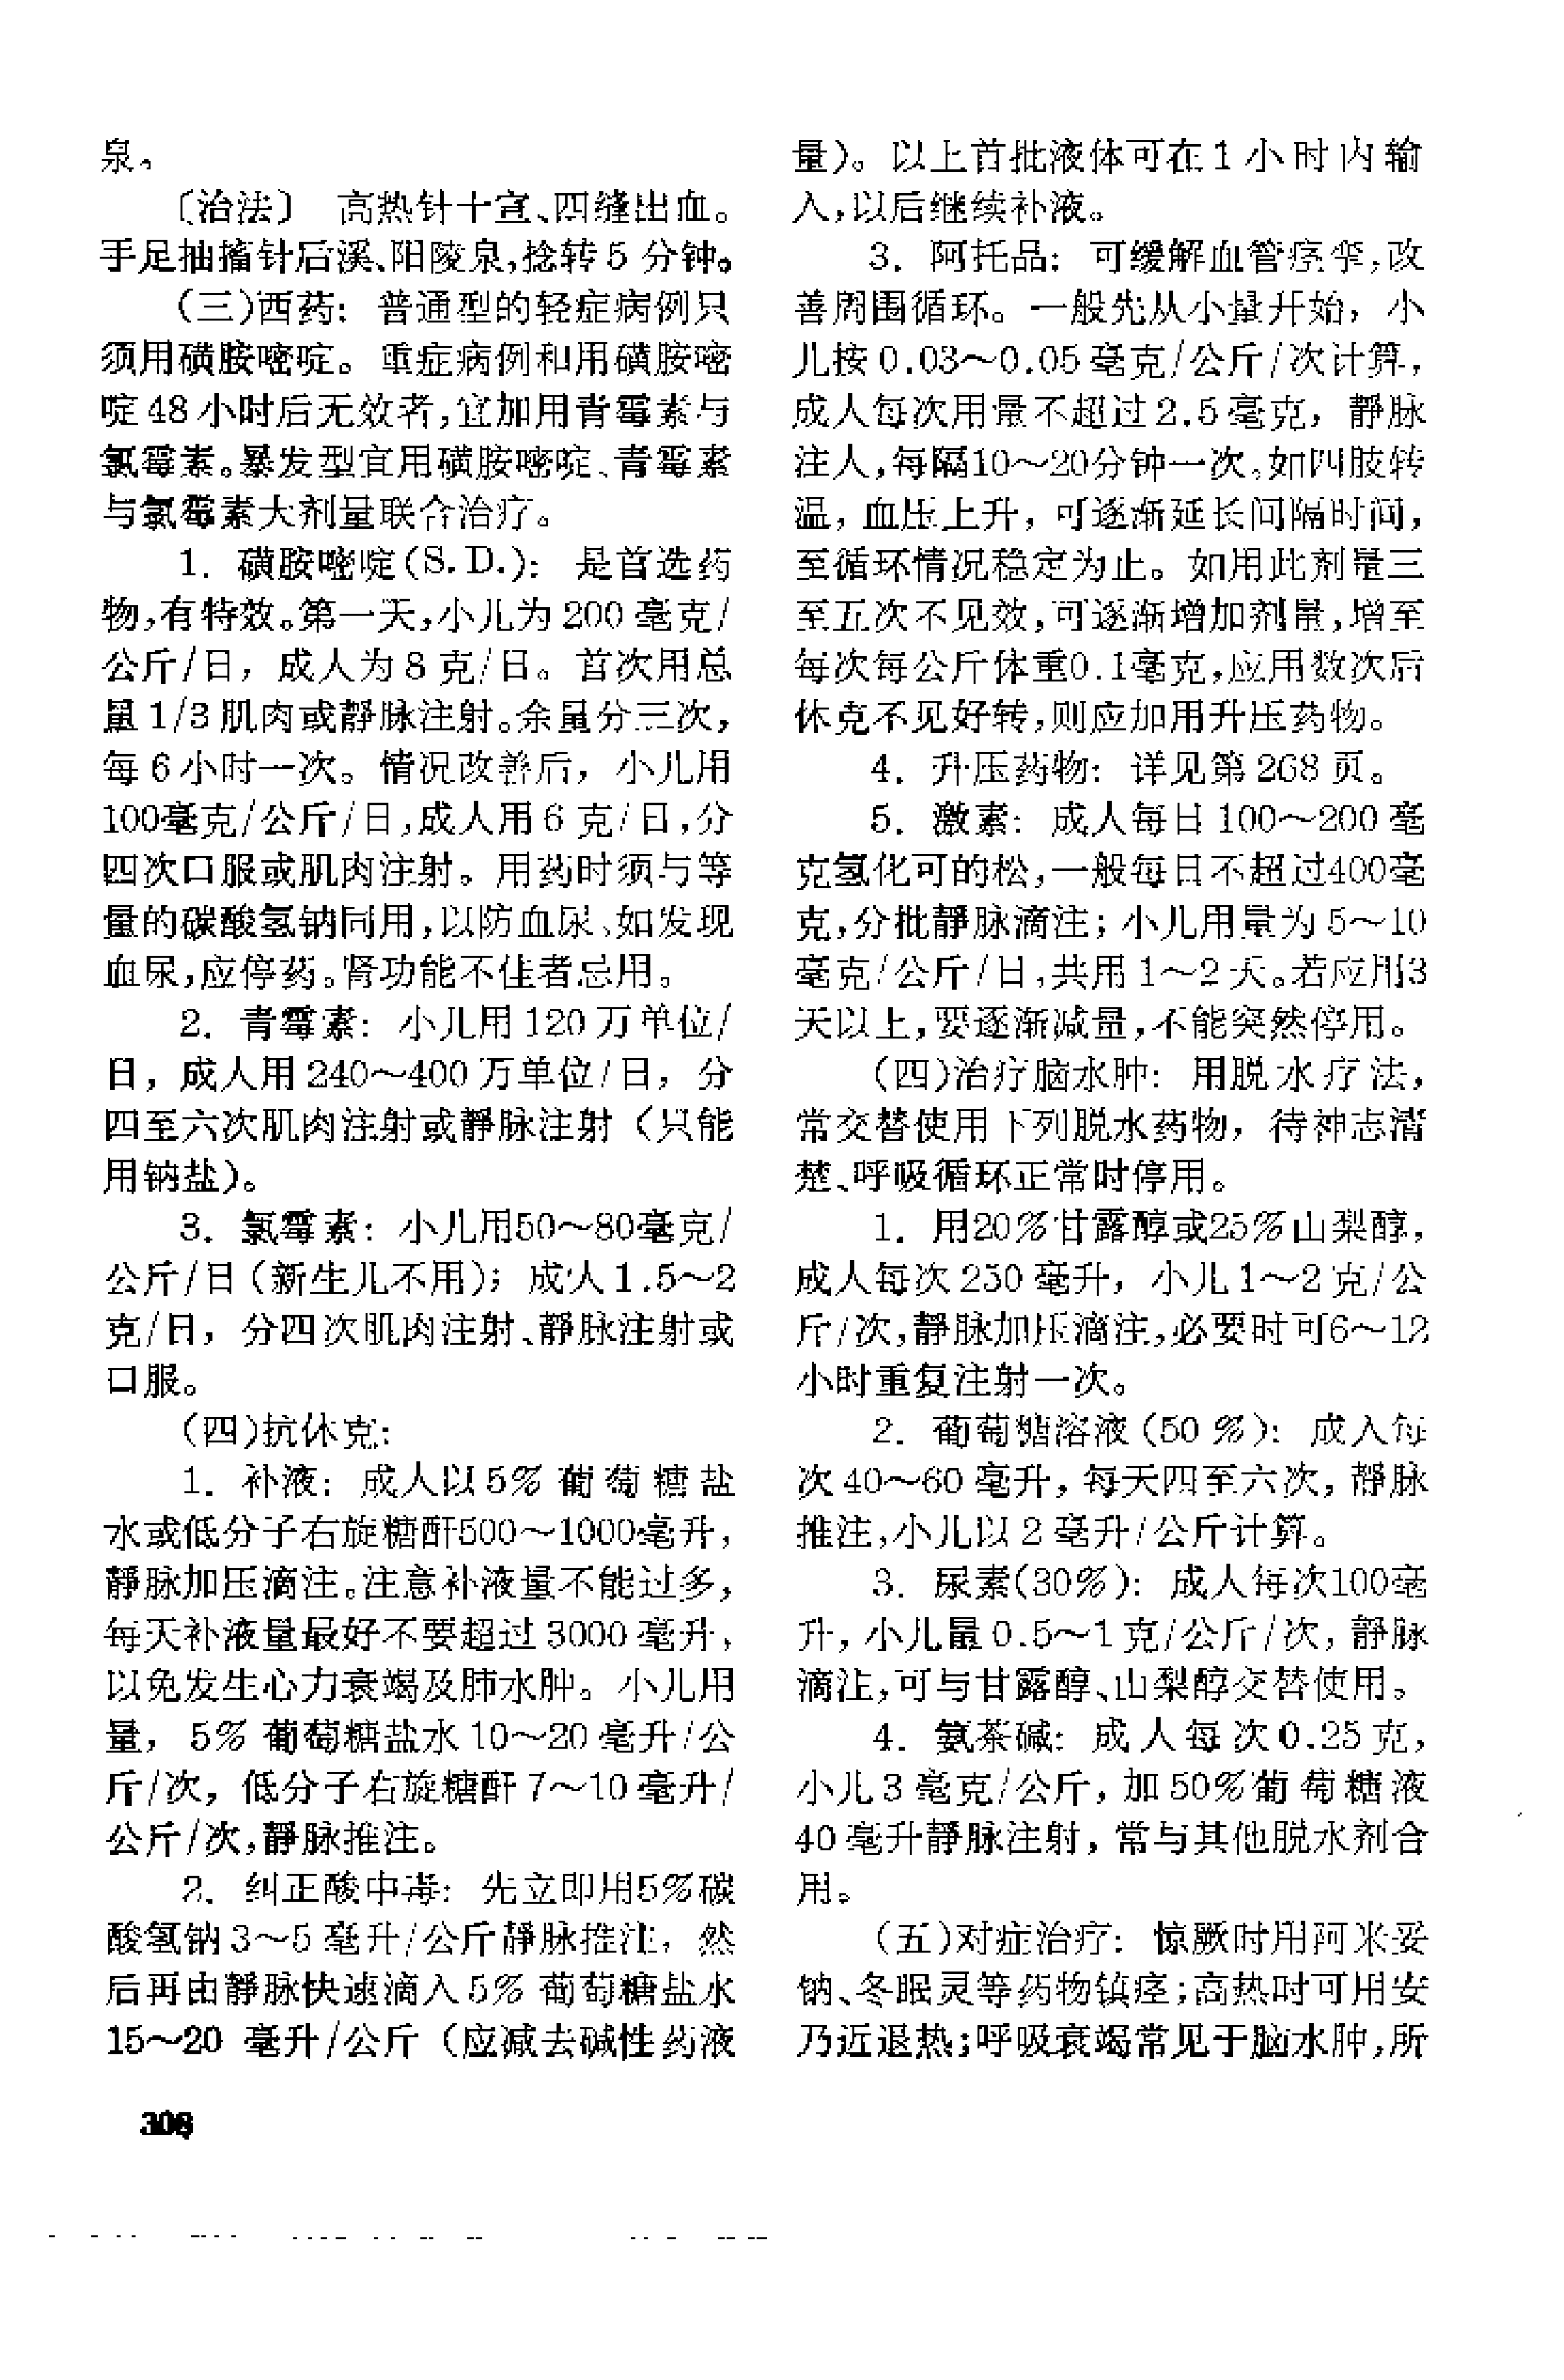 泉。
〔治法〕 高热针十宣、四缝出血。
手足抽搐针后溪、阳陵泉,捻转5分钟。
(三)西药: 普通型的轻症病例只
须用磺胺嘧啶。重症病例和用磺胺嘧
啶48小时后无效者,宜加用青霉素与
氯霉素。暴发型宜用磺胺嘧啶、青霉素
与氯霉素大剂量联合治疗。
1. 磺胺嘧啶(S.D.): 是首选药
物,有特效。第一天,小儿为200毫克/
公斤/日, 成人为8克/日。首次用总
量1/3肌肉或静脉注射。余量分三次,
每6小时一次。情况改善后, 小儿用
100毫克/公斤/日,成人用6克/日,分
四次口服或肌肉注射。用药时须与等
量的碳酸氢钠同用,以防血尿、如发现
血尿,应停药。肾功能不佳者忌用。
2. 青霉素: 小儿用120万单位/
日, 成人用240～400万单位/日, 分
四至六次肌肉注射或静脉注射(只能
用钠盐)。
3. 氯霉素: 小儿用50～80毫克/
公斤/日(新生儿不用); 成人1.5～2
克/日, 分四次肌肉注射、静脉注射或
口服。
(四)抗休克:
1. 补液: 成人以5%葡萄糖盐
水或低分子右旋糖酐500～1000毫升,
静脉加压滴注。注意补液量不能过多,
每天补液量最好不要超过3000毫升,
以免发生心力衰竭及肺水肿。小儿用
量, 5%葡萄糖盐水10～20毫升/公
斤/次, 低分子右旋糖酐7～10毫升/
公斤/次,静脉推注。
2. 纠正酸中毒: 先立即用5%碳
酸氢钠3～5毫升/公斤静脉推注, 然
后再由静脉快速滴入5%葡萄糖盐水
15～20毫升/公斤(应减去碱性药液
量)。以上首批液体可在1小时内输
入,以后继续补液。
3. 阿托品: 可缓解血管痉挛,改
善周围循环。一般先从小量开始, 小
儿按0.03～0.05毫克/公斤/次计算,
成人每次用量不超过2.5毫克, 静脉
注入,每隔10～20分钟一次。如四肢转
温, 血压上升, 可逐渐延长间隔时间,
至循环情况稳定为止。如用此剂量三
至五次不见效,可逐渐增加剂量,增至
每次每公斤体重0.1毫克,应用数次后
休克不见好转,则应加用升压药物。
4. 升压药物: 详见第268页。
5. 激素: 成人每日100～200毫
克氢化可的松,一般每日不超过400毫
克,分批静脉滴注; 小儿用量为5～10
毫克/公斤/日,共用1～2天。若应用3
天以上,要逐渐减量,不能突然停用。
(四)治疗脑水肿: 用脱水疗法,
常交替使用下列脱水药物, 待神志清
楚、呼吸循环正常时停用。
1. 用20%甘露醇或25%山梨醇,
成人每次250毫升, 小儿1～2克/公
斤/次,静脉加压滴注,必要时可6～12
小时重复注射一次。
2. 葡萄糖溶液(50%): 成人每
次40～60毫升, 每天四至六次, 静脉
推注,小儿以2毫升/公斤计算。
3. 尿素(30%): 成人每次100毫
升, 小儿量0.5～1克/公斤/次, 静脉
滴注,可与甘露醇、山梨醇交替使用。
4. 氨茶碱: 成人每次0.25克,
小儿3毫克/公斤, 加50%葡萄糖液
40毫升静脉注射, 常与其他脱水剂合
用。
(五)对症治疗: 惊厥时用阿米妥
钠、冬眠灵等药物镇痉;高热时可用安
乃近退热;呼吸衰竭常见于脑水肿,所